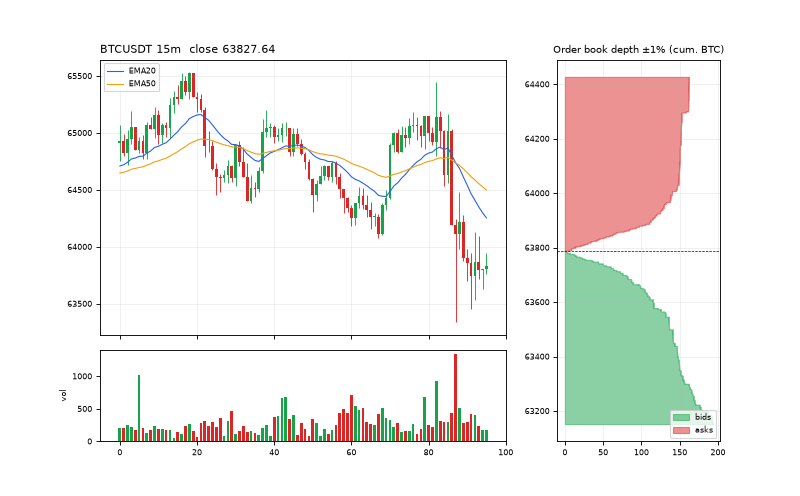 BTCUSDT 15m  close 63827.64
EMA20
EMA50
65500
65000
64500
64000
63500
vol
1000
500
0
0 20 40 60 80 100
Order book depth ±1% (cum. BTC)
64400
64200
64000
63800
63600
63400
63200
bids
asks
0 50 100 150 200